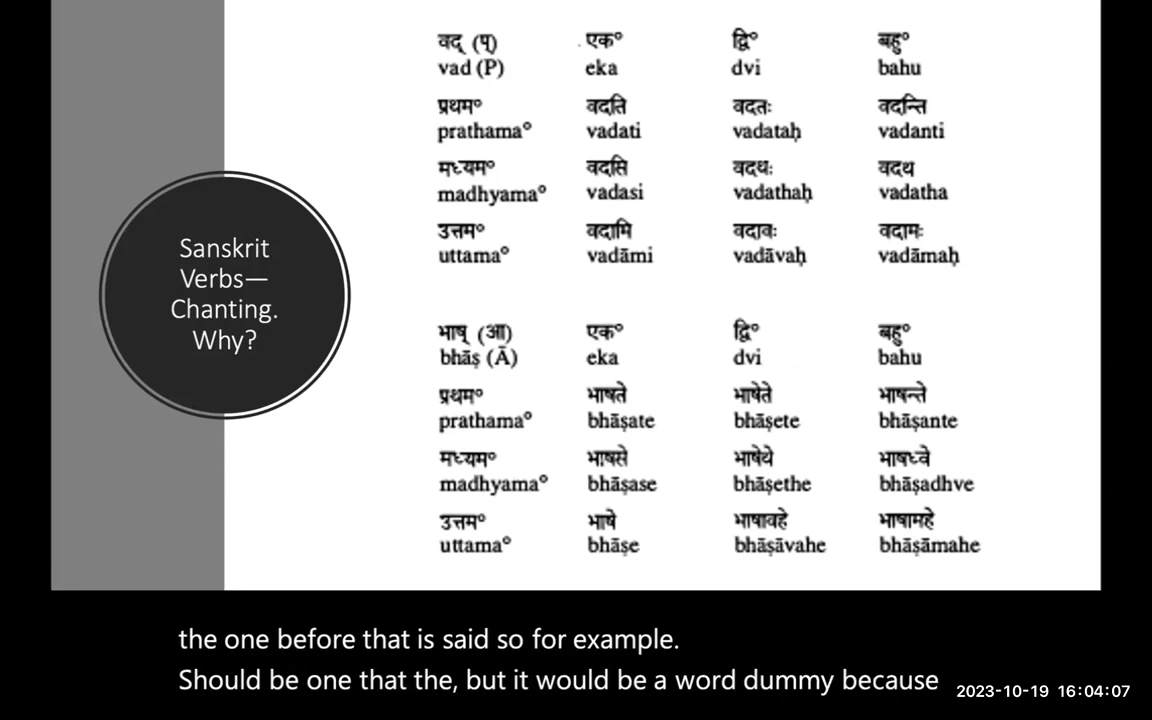 Sanskrit
Verbs—
Chanting.
Why?
वद् (प) एक° द्वि° बहु°
vad (P) eka dvi bahu
प्रथम° वदति वदतः वदन्ति
prathama° vadati vadataḥ vadanti
मध्यम° वदसि वदथः वदथ
madhyama° vadasi vadathaḥ vadatha
उत्तम° वदामि वदावः वदामः
uttama° vadāmi vadāvaḥ vadāmaḥ
भाष् (आ) एक° द्वि° बहु°
bhāṣ (Ā) eka dvi bahu
प्रथम° भाषते भाषेते भाषन्ते
prathama° bhāṣate bhāṣete bhāṣante
मध्यम° भाषसे भाषेथे भाषध्वे
madhyama° bhāṣase bhāṣethe bhāṣadhve
उत्तम° भाषे भाषावहे भाषामहे
uttama° bhāṣe bhāṣāvahe bhāṣāmahe
the one before that is said so for example.
Should be one that the, but it would be a word dummy because
2023-10-19 16:04:07